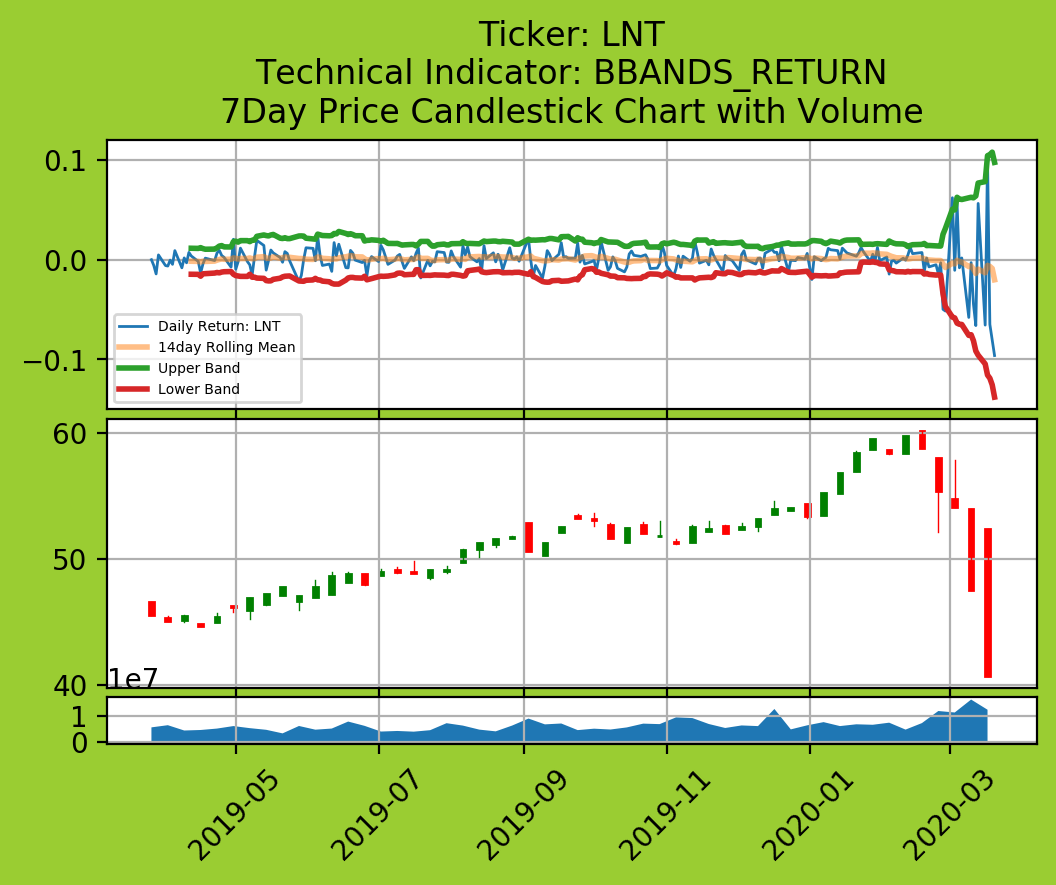 Ticker: LNT
Technical Indicator: BBANDS_RETURN
7Day Price Candlestick Chart with Volume
0.1
0.0
−0.1
Daily Return: LNT
14day Rolling Mean
Upper Band
Lower Band
60
50
40
1e7
1
0
2019-05
2019-07
2019-09
2019-11
2020-01
2020-03